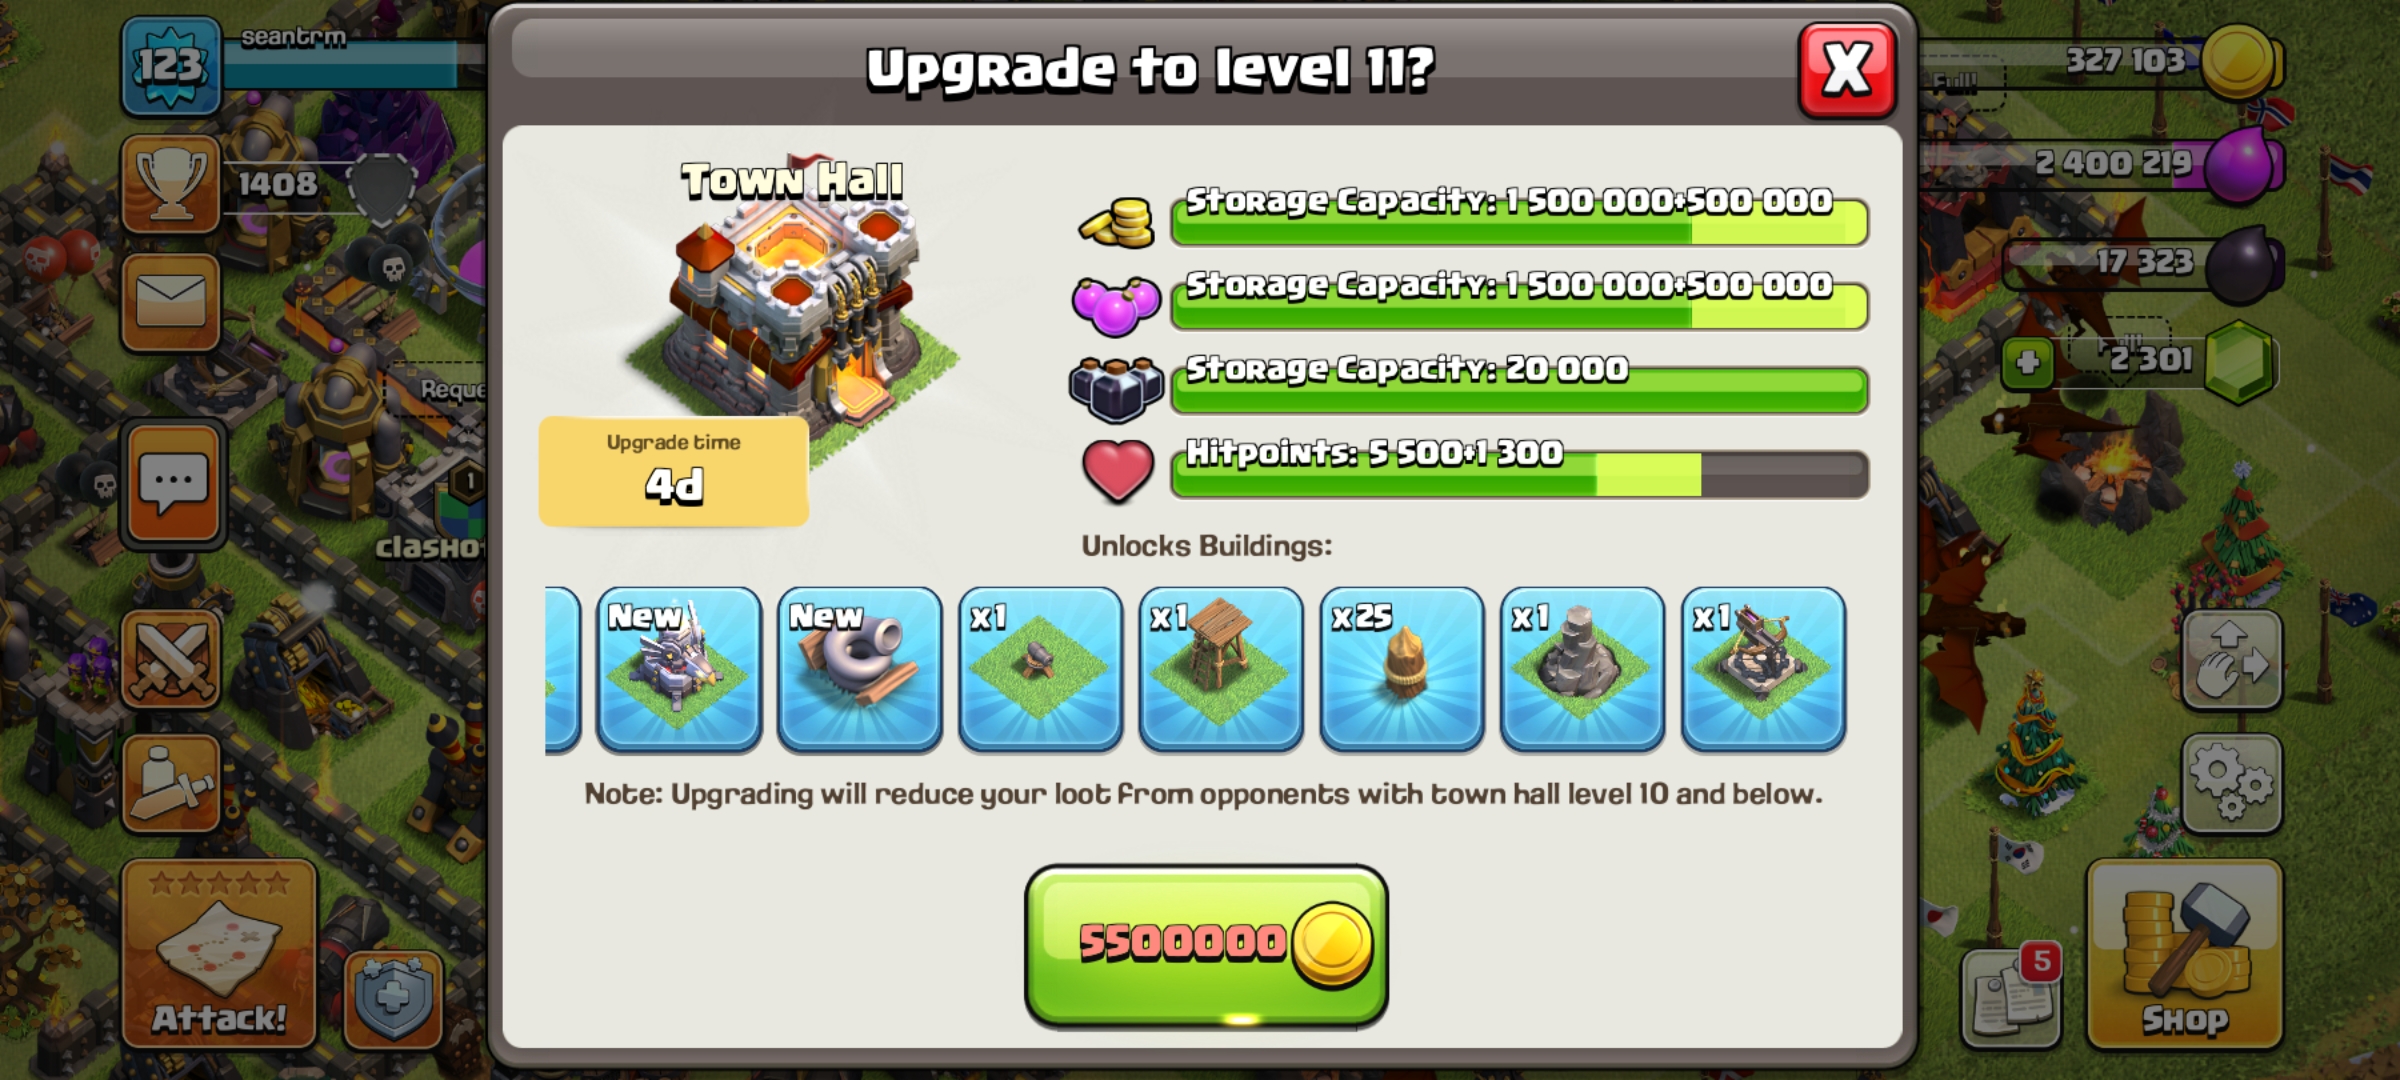 123
seantrm
1408
Upgrade to level 11?
Full!
327 103
2 400 219
17 323
2 301
Town Hall
Storage Capacity: 1 500 000+500 000
Storage Capacity: 1 500 000+500 000
Storage Capacity: 20 000
Hitpoints: 5 500+1 300
Upgrade time
4d
Reque
1
clasho
Unlocks Buildings:
New
New
x1
x1
x25
x1
x1
Note: Upgrading will reduce your loot from opponents with town hall level 10 and below.
5500000
Attack!
5
Shop